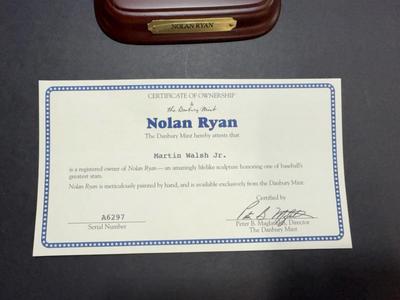 NOLAN RYAN
CERTIFICATE OF OWNERSHIP
by
the Danbury Mint
Nolan Ryan
The Danbury Mint hereby attests that
Martin Walsh Jr.
is a registered owner of Nolan Ryan—an amazingly lifelike sculpture honoring one of baseball's
greatest stars.
Nolan Ryan is meticulously painted by hand, and is available exclusively from the Danbury Mint.
Certified by
A6297
Serial Number
Peter B. Maglathlin, Director
The Danbury Mint